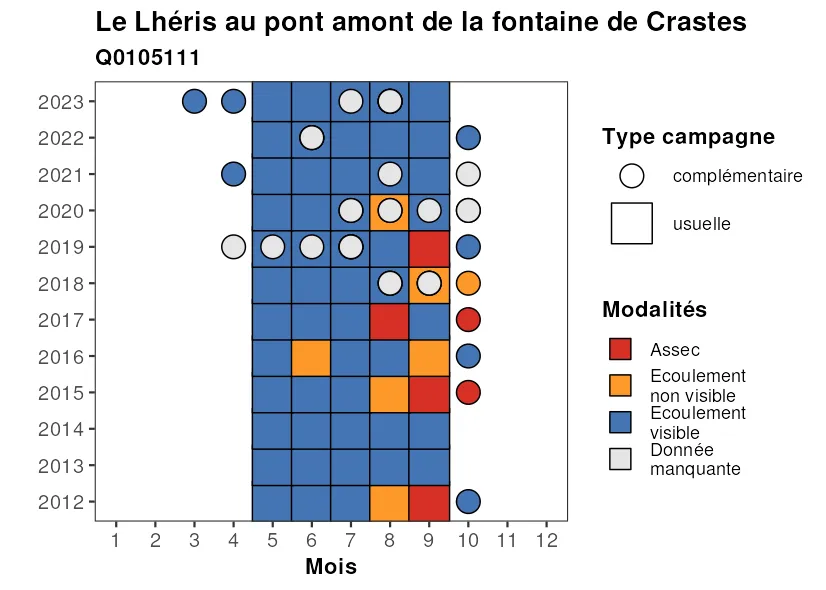 Le Lhéris au pont amont de la fontaine de Crastes
Q0105111
2023
2022
2021
2020
2019
2018
2017
2016
2015
2014
2013
2012
1 2 3 4 5 6 7 8 9 10 11 12
Mois
Type campagne
complémentaire
usuelle
Modalités
Assec
Ecoulement
non visible
Ecoulement
visible
Donnée
manquante